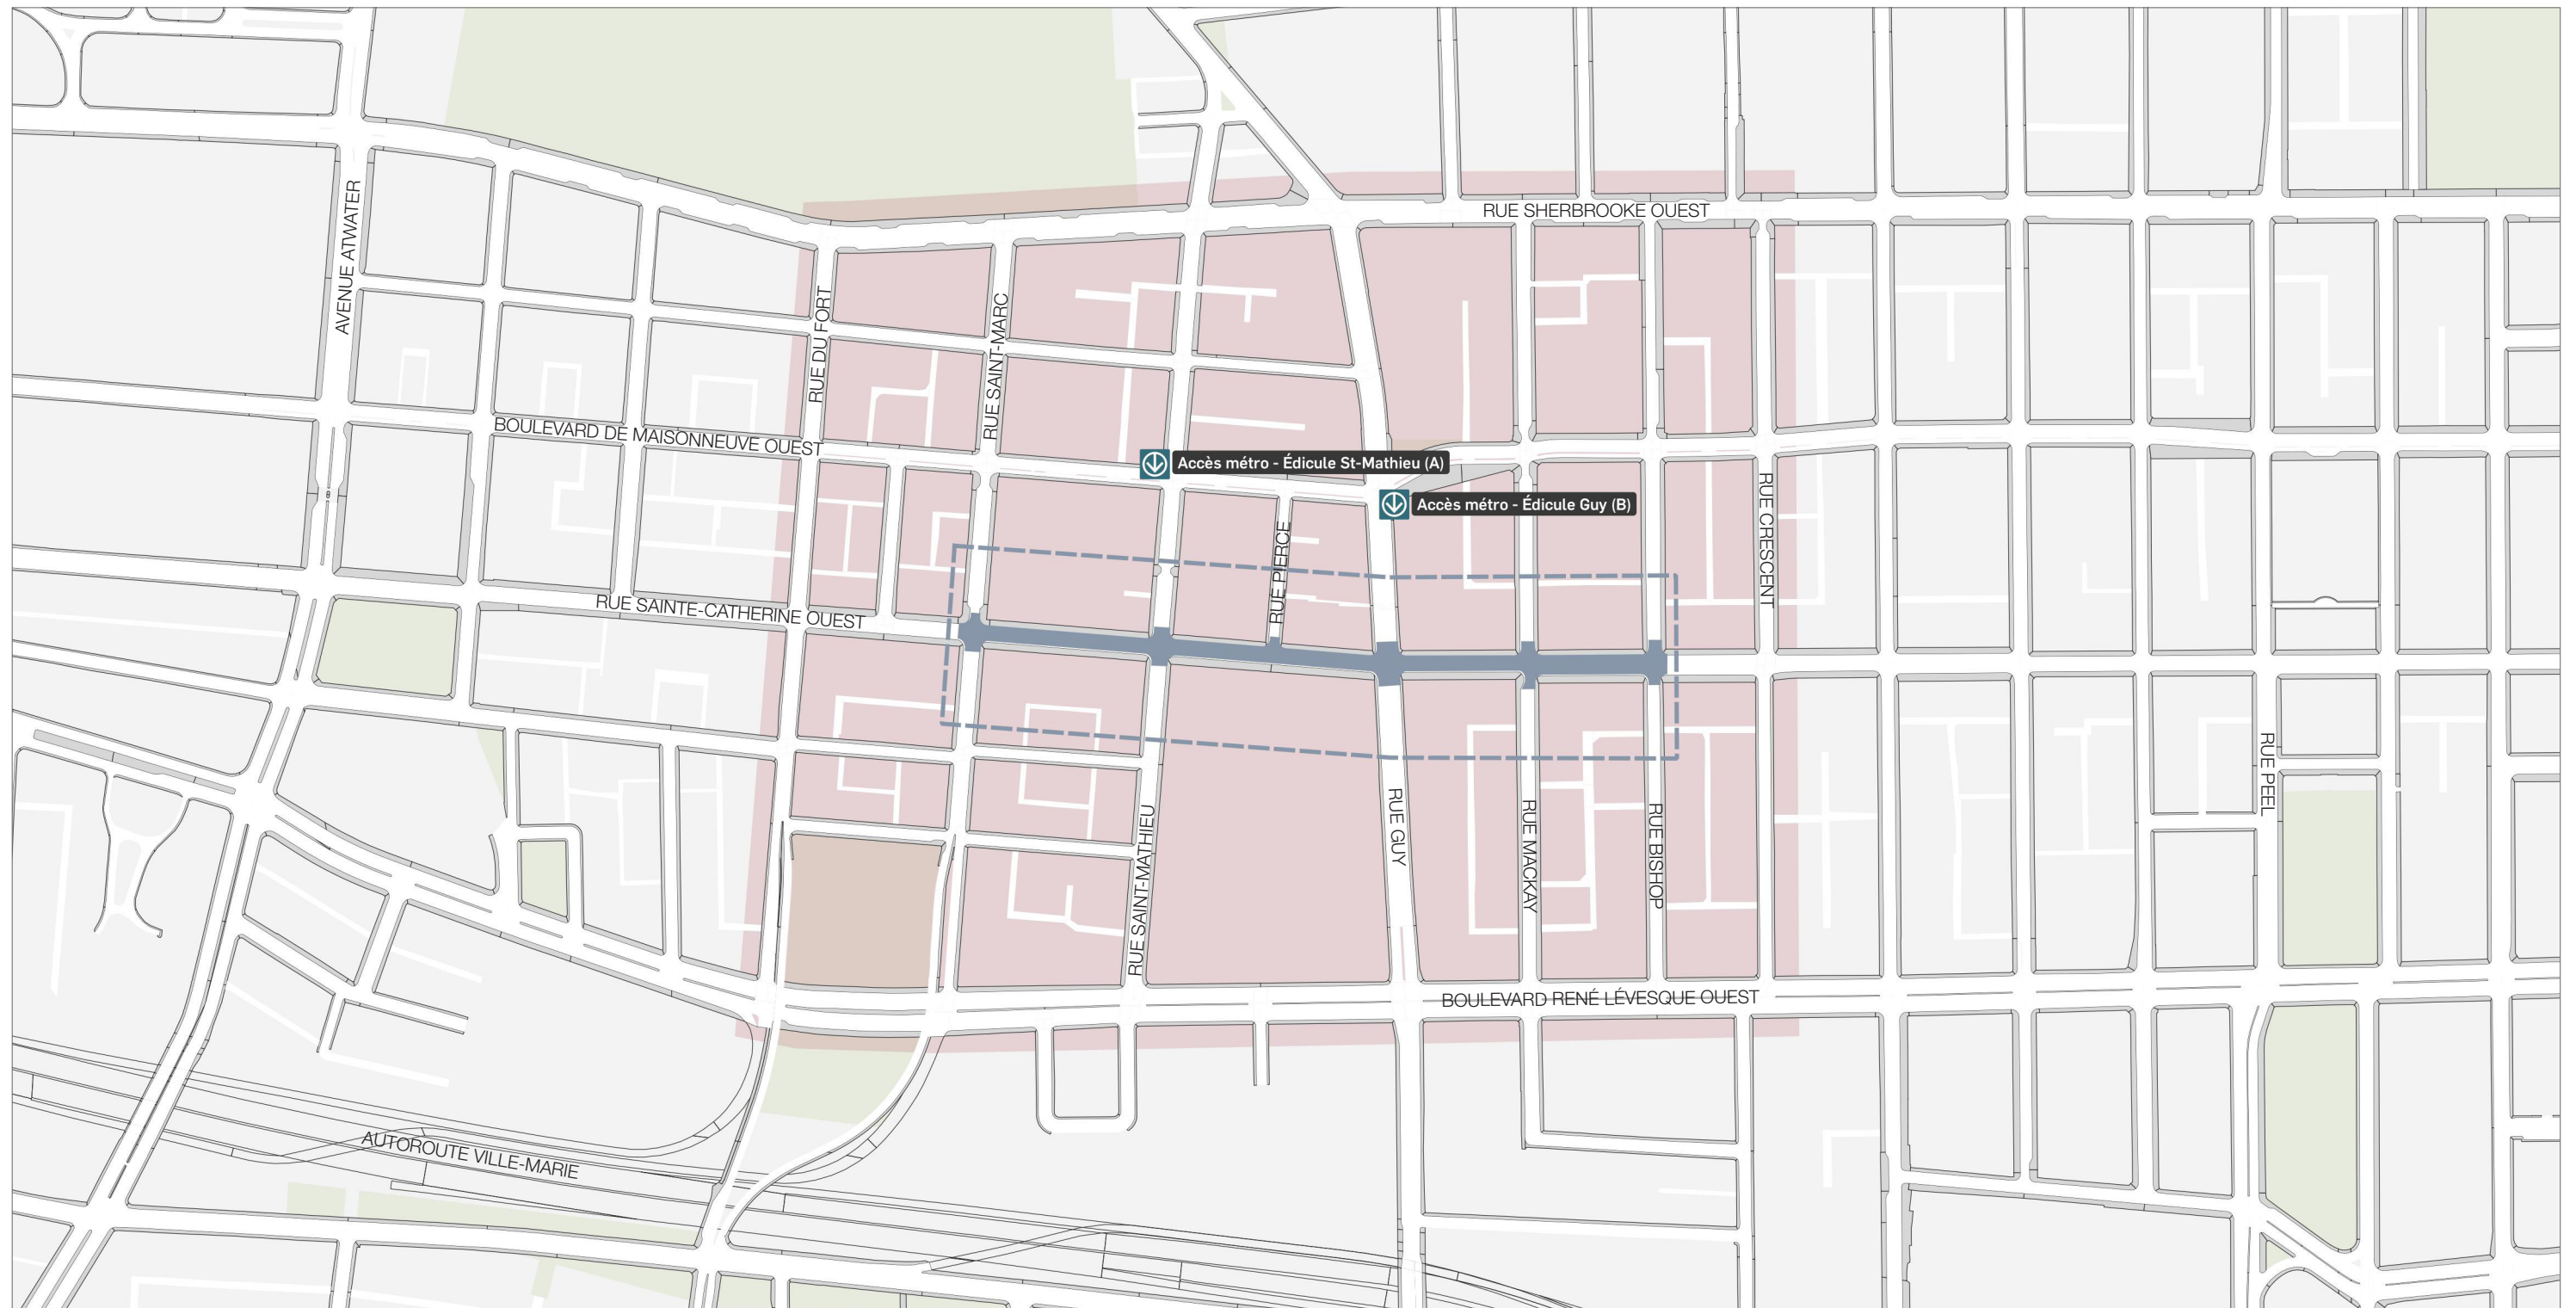 RUE SHERBROOKE OUEST
AVENUE ATWATER
RUE DU FORT
RUE SAINT-MARC
BOULEVARD DE MAISONNEUVE OUEST
Accès métro - Édicule St-Mathieu (A)
Accès métro - Édicule Guy (B)
RUE CRESCENT
RUE PIERCE
RUE SAINTE-CATHERINE OUEST
RUE PEEL
RUE GUY
RUE MACKAY
RUE BISHOP
RUE SAINT-MATHIEU
BOULEVARD RENÉ LÉVESQUE OUEST
AUTOROUTE VILLE-MARIE